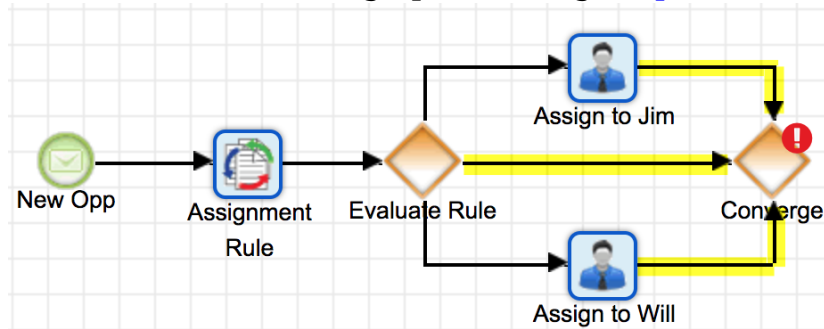 Assign to Jim
New Opp
Assignment
Rule
Evaluate Rule
Converge
Assign to Will